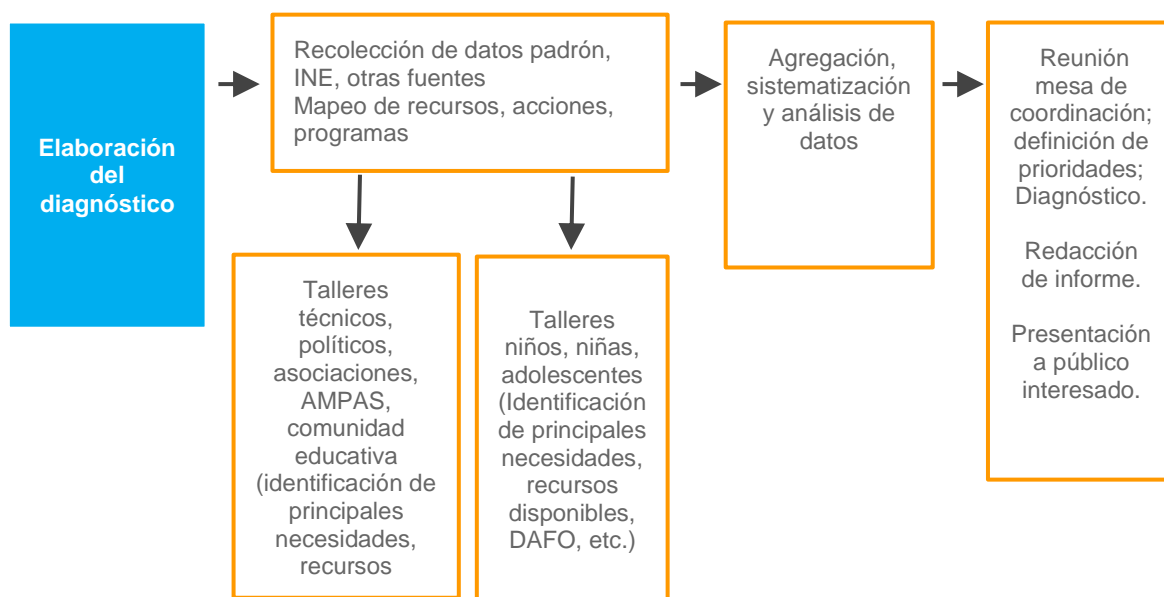 Elaboración
del
diagnóstico
Recolección de datos padrón,
INE, otras fuentes
Mapeo de recursos, acciones,
programas
Agregación,
sistematización
y análisis de
datos
Reunión
mesa de
coordinación;
definición de
prioridades;
Diagnóstico.
Redacción
de informe.
Presentación
a público
interesado.
Talleres
técnicos,
políticos,
asociaciones,
AMPAS,
comunidad
educativa
(identificación de
principales
necesidades,
recursos
Talleres
niños, niñas,
adolescentes
(Identificación
de principales
necesidades,
recursos
disponibles,
DAFO, etc.)